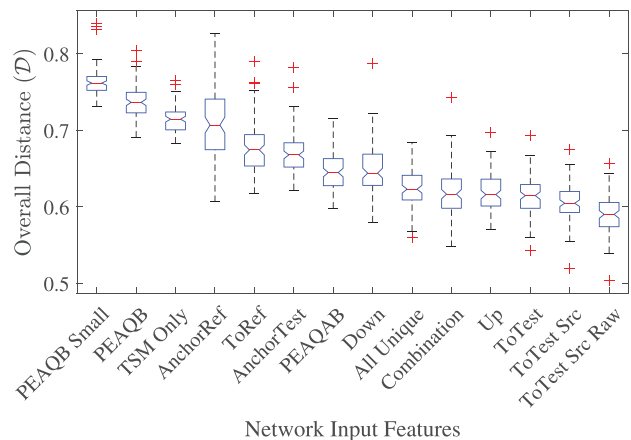 Overall Distance (𝒟)
0.8
0.7
0.6
0.5
PEAQB Small
PEAQB
TSM Only
AnchorRef
ToRef
AnchorTest
PEAQAB
Down
All Unique
Combination
Up
ToTest
ToTest Src
ToTest Src Raw
Network Input Features